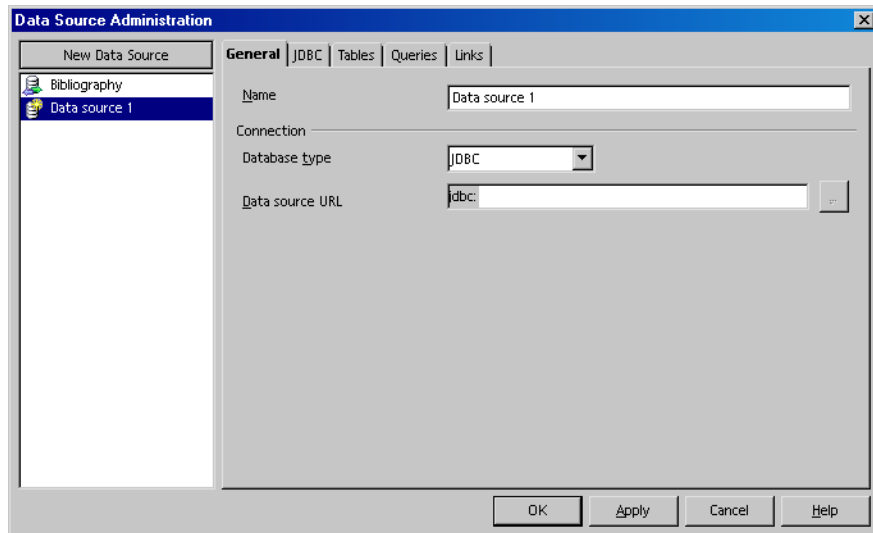 Data Source Administration
New Data Source
Bibliography
Data source 1
General JDBC Tables Queries Links
Name Data source 1
Connection
Database type JDBC
Data source URL jdbc: ...
OK Apply Cancel Help